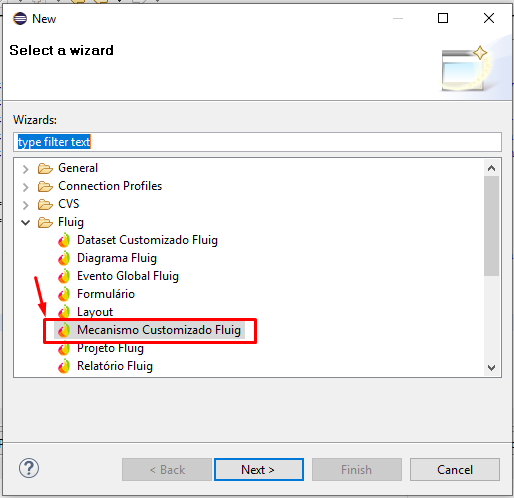 New
Select a wizard
Wizards:
type filter text
General
Connection Profiles
CVS
Fluig
Dataset Customizado Fluig
Diagrama Fluig
Evento Global Fluig
Formulário
Layout
Mecanismo Customizado Fluig
Projeto Fluig
Relatório Fluig
?
< Back
Next >
Finish
Cancel